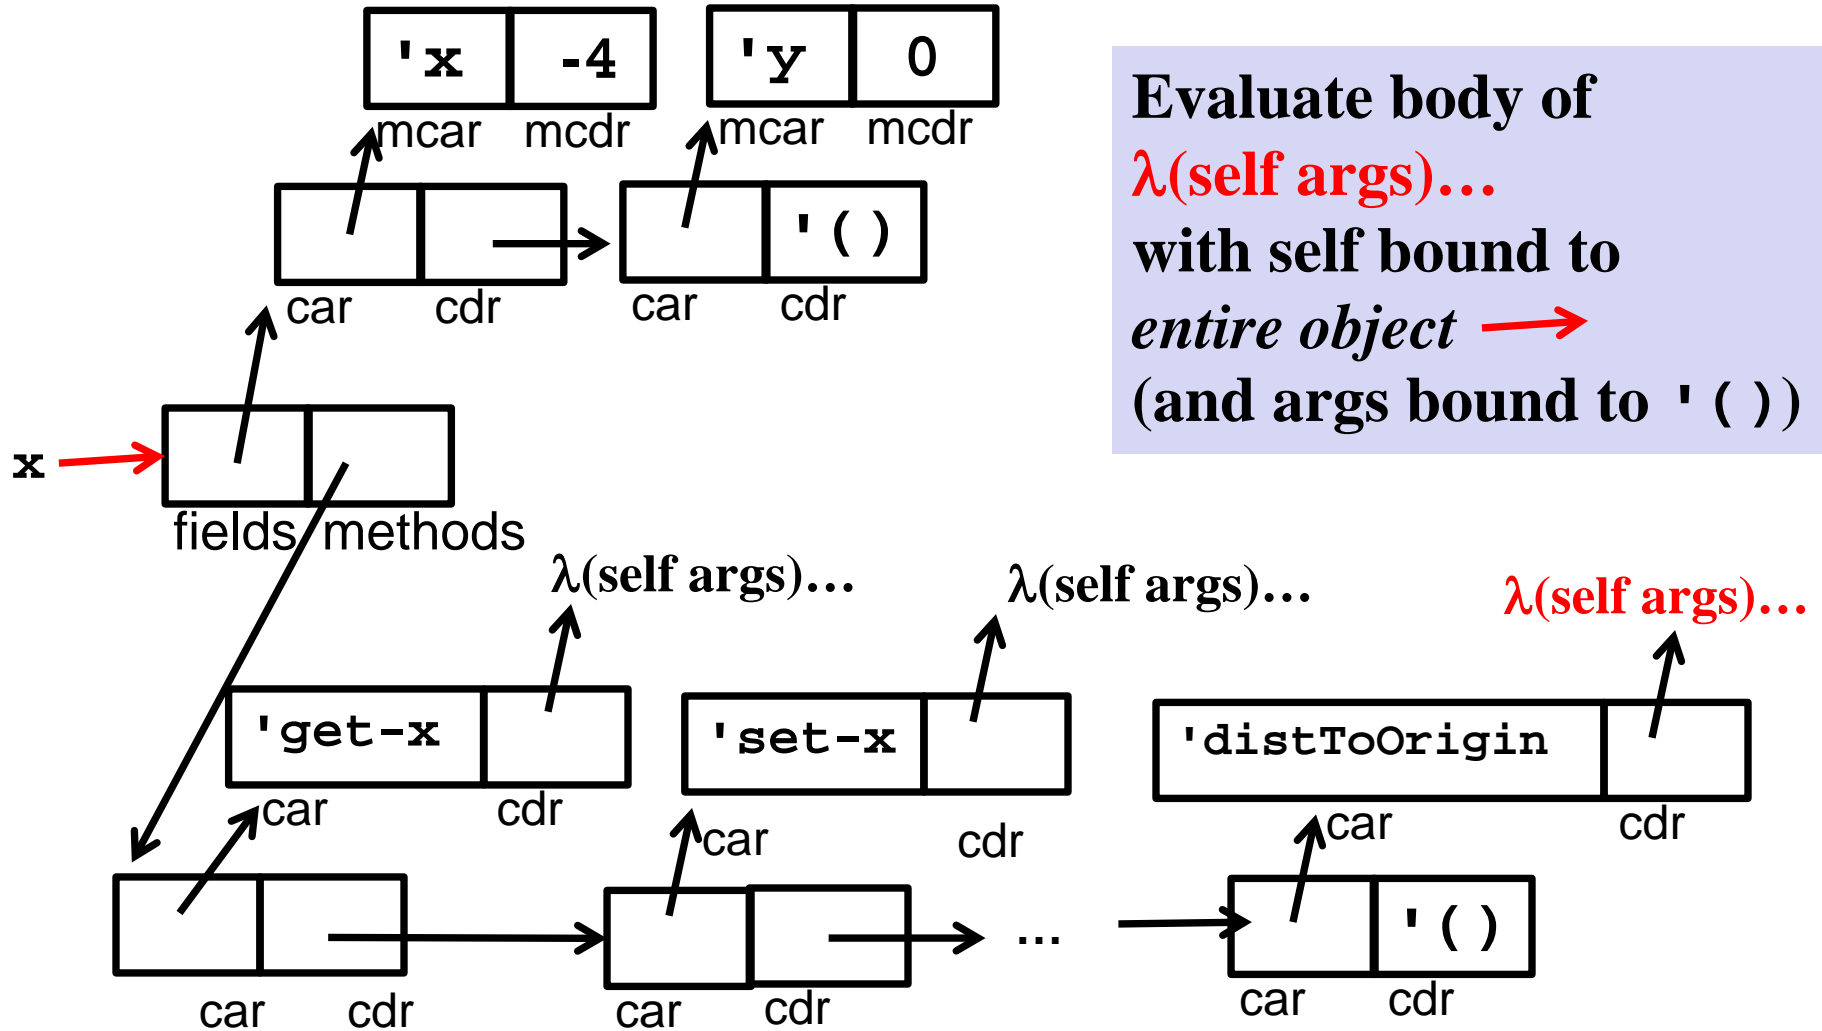 'x -4 'y 0
mcar mcdr mcar mcdr
'()
car cdr car cdr
Evaluate body of
λ(self args)…
with self bound to
entire object
(and args bound to '())
x
fields methods
λ(self args)… λ(self args)… λ(self args)…
'get-x 'set-x 'distToOrigin
car cdr car cdr car cdr
… '()
car cdr car cdr car cdr